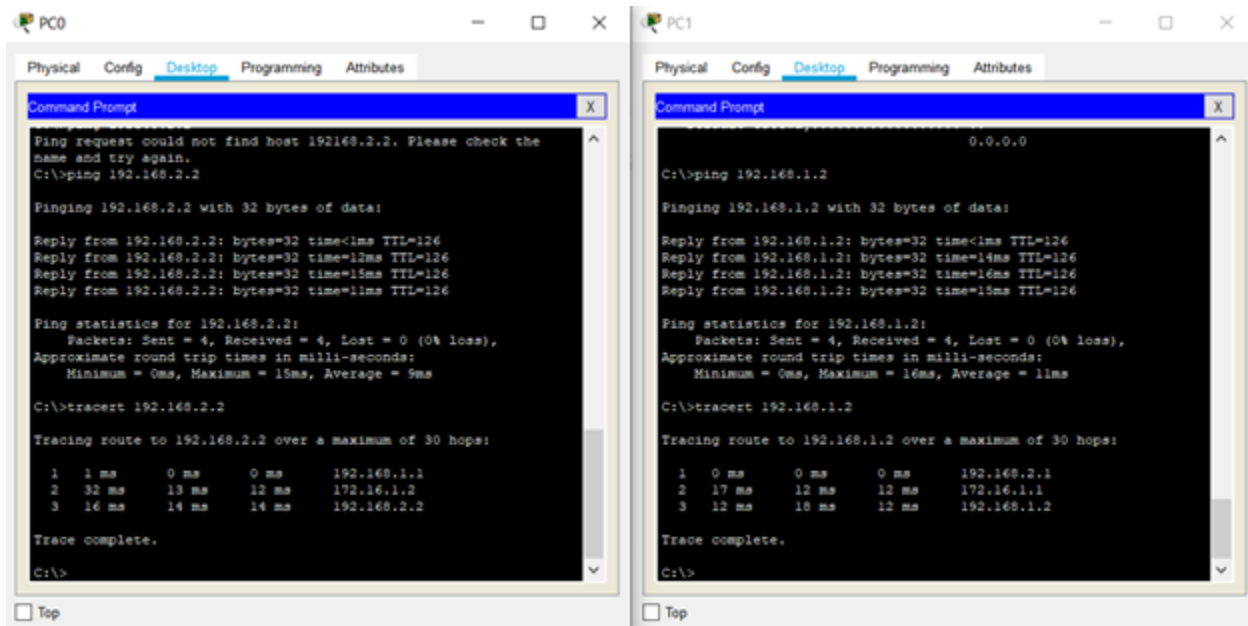 PC0
Physical Config Desktop Programming Attributes
Command Prompt X
Ping request could not find host 192168.2.2. Please check the
name and try again.
C:\>ping 192.168.2.2
Pinging 192.168.2.2 with 32 bytes of data:
Reply from 192.168.2.2: bytes=32 time<1ms TTL=126
Reply from 192.168.2.2: bytes=32 time=12ms TTL=126
Reply from 192.168.2.2: bytes=32 time=15ms TTL=126
Reply from 192.168.2.2: bytes=32 time=11ms TTL=126
Ping statistics for 192.168.2.2:
Packets: Sent = 4, Received = 4, Lost = 0 (0% loss),
Approximate round trip times in milli-seconds:
Minimum = 0ms, Maximum = 15ms, Average = 9ms
C:\>tracert 192.168.2.2
Tracing route to 192.168.2.2 over a maximum of 30 hops:
1 1 ms 0 ms 0 ms 192.168.1.1
2 32 ms 13 ms 12 ms 172.16.1.2
3 16 ms 14 ms 14 ms 192.168.2.2
Trace complete.
C:\>
Top
PC1
Physical Config Desktop Programming Attributes
Command Prompt X
0.0.0.0
C:\>ping 192.168.1.2
Pinging 192.168.1.2 with 32 bytes of data:
Reply from 192.168.1.2: bytes=32 time<1ms TTL=126
Reply from 192.168.1.2: bytes=32 time=14ms TTL=126
Reply from 192.168.1.2: bytes=32 time=16ms TTL=126
Reply from 192.168.1.2: bytes=32 time=15ms TTL=126
Ping statistics for 192.168.1.2:
Packets: Sent = 4, Received = 4, Lost = 0 (0% loss),
Approximate round trip times in milli-seconds:
Minimum = 0ms, Maximum = 16ms, Average = 11ms
C:\>tracert 192.168.1.2
Tracing route to 192.168.1.2 over a maximum of 30 hops:
1 0 ms 0 ms 0 ms 192.168.2.1
2 17 ms 12 ms 12 ms 172.16.1.1
3 12 ms 18 ms 12 ms 192.168.1.2
Trace complete.
C:\>
Top